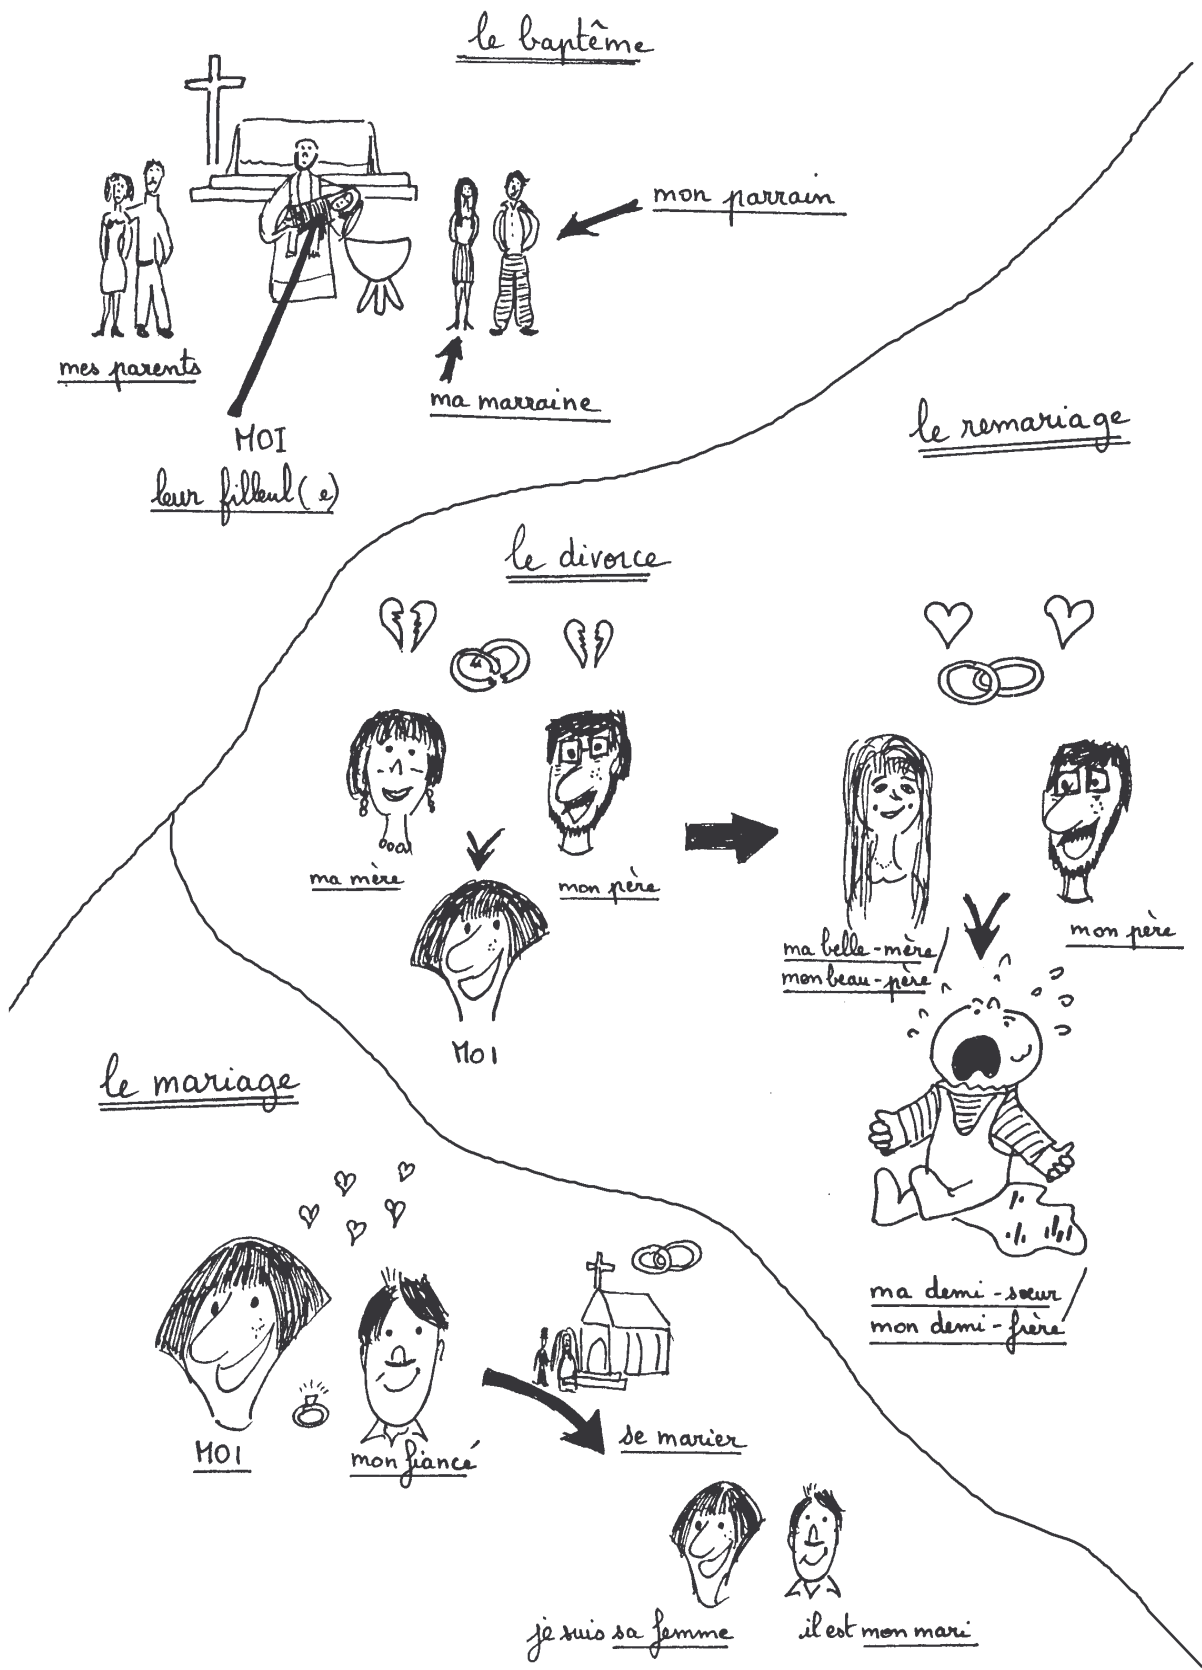 le baptême
mon parrain
mes parents
ma marraine
MOI
leur filleul(e)
le remariage
le divorce
ma mère
mon père
MOI
ma belle-mère/
mon beau-père
mon père
ma demi-sœur/
mon demi-frère
le mariage
MOI
mon fiancé
se marier
je suis sa femme
il est mon mari